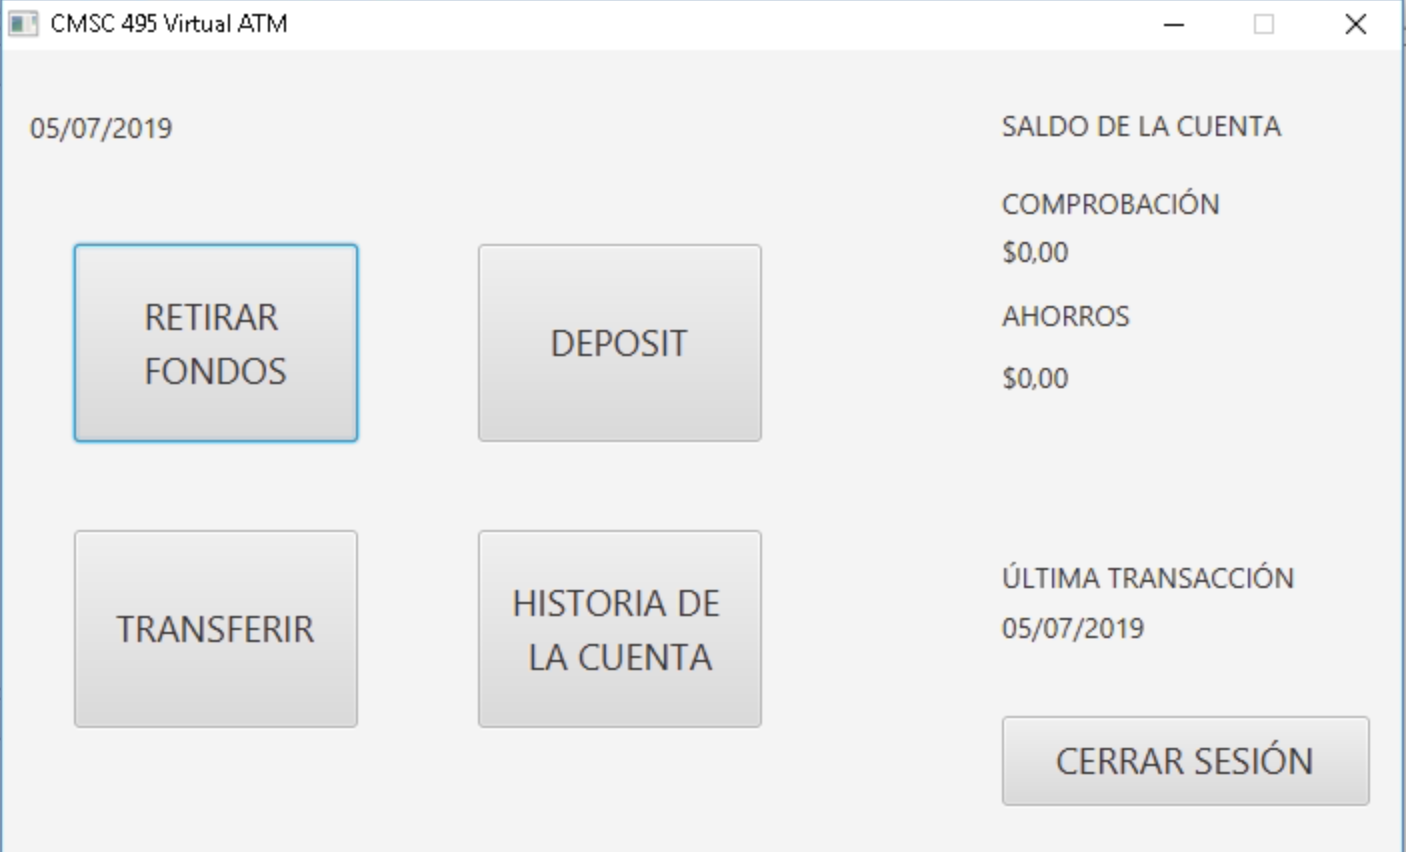 CMSC 495 Virtual ATM
05/07/2019
RETIRAR
FONDOS
DEPOSIT
TRANSFERIR
HISTORIA DE
LA CUENTA
SALDO DE LA CUENTA
COMPROBACIÓN
$0,00
AHORROS
$0,00
ÚLTIMA TRANSACCIÓN
05/07/2019
CERRAR SESIÓN